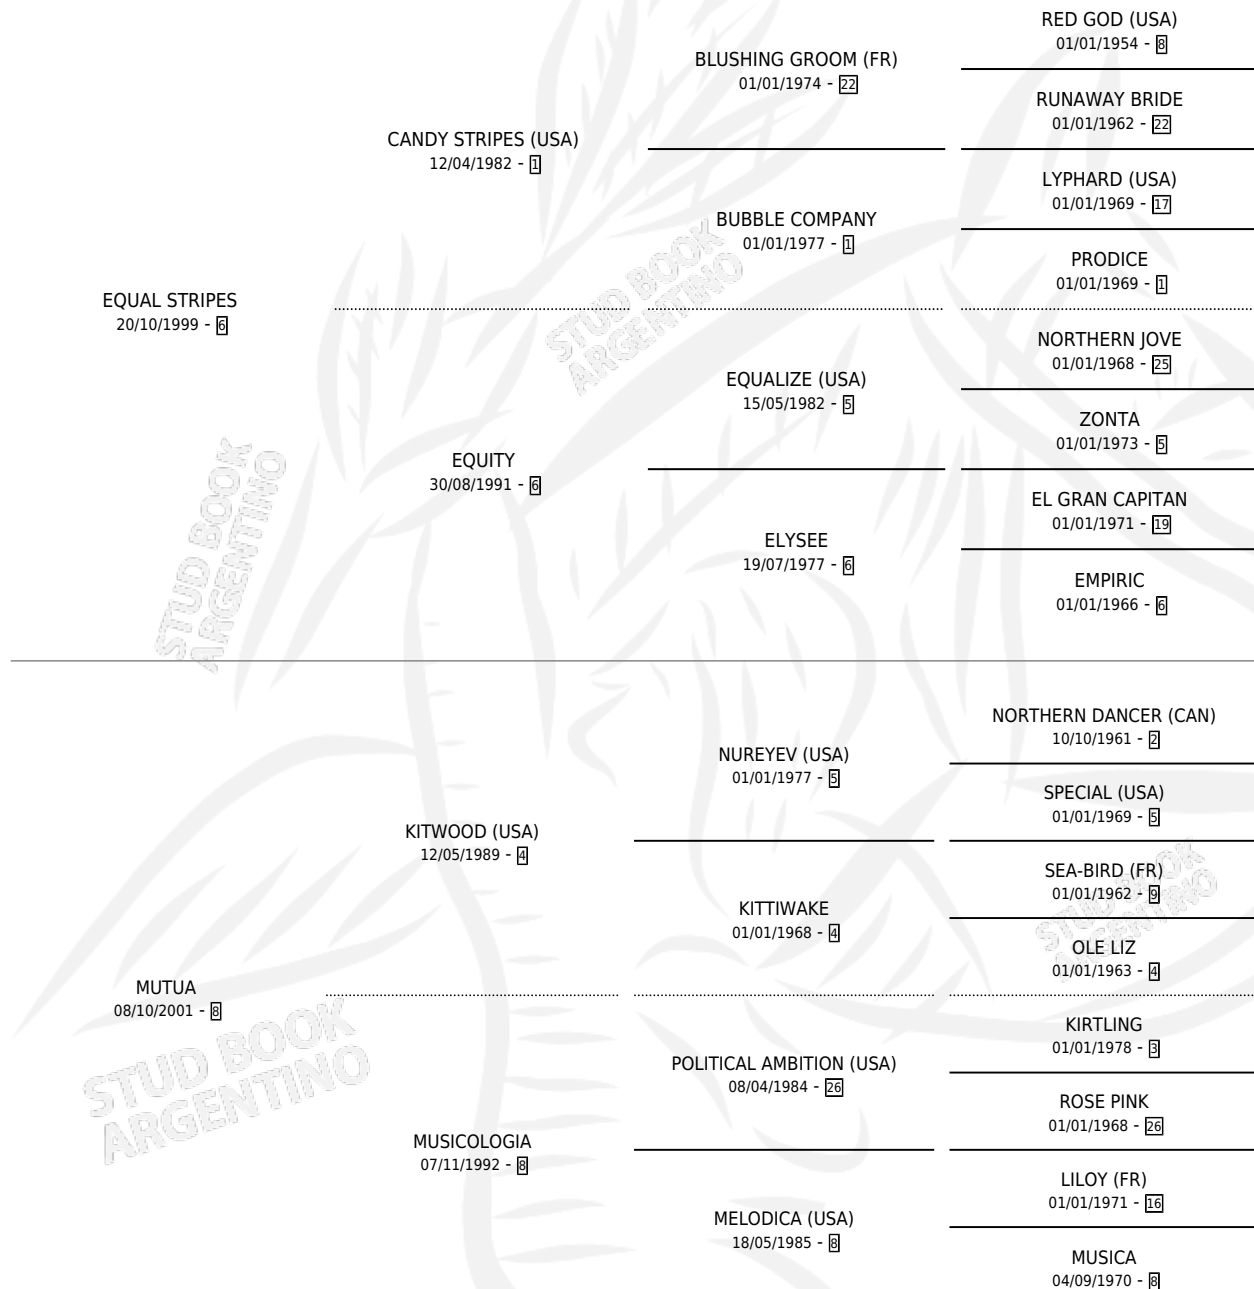 RED GOD (USA)
01/01/1954 - 8
BLUSHING GROOM (FR)
01/01/1974 - 22
RUNAWAY BRIDE
01/01/1962 - 22
CANDY STRIPES (USA)
12/04/1982 - 1
LYPHARD (USA)
01/01/1969 - 17
BUBBLE COMPANY
01/01/1977 - 1
PRODICE
01/01/1969 - 1
EQUAL STRIPES
20/10/1999 - 6
NORTHERN JOVE
01/01/1968 - 25
EQUALIZE (USA)
15/05/1982 - 5
ZONTA
01/01/1973 - 5
EQUITY
30/08/1991 - 6
EL GRAN CAPITAN
01/01/1971 - 19
ELYSEE
19/07/1977 - 6
EMPIRIC
01/01/1966 - 6
NORTHERN DANCER (CAN)
10/10/1961 - 2
NUREYEV (USA)
01/01/1977 - 5
SPECIAL (USA)
01/01/1969 - 5
KITWOOD (USA)
12/05/1989 - 4
SEA-BIRD (FR)
01/01/1962 - 9
KITTIWAKE
01/01/1968 - 4
OLE LIZ
01/01/1963 - 4
MUTUA
08/10/2001 - 8
KIRTLING
01/01/1978 - 3
POLITICAL AMBITION (USA)
08/04/1984 - 26
ROSE PINK
01/01/1968 - 26
MUSICOLOGIA
07/11/1992 - 8
LILOY (FR)
01/01/1971 - 16
MELODICA (USA)
18/05/1985 - 8
MUSICA
04/09/1970 - 8
STUD BOOK
ARGENTINO
STUD BOOK
ARGENTINO
STUD BOOK
ARGENTINO
STUD BOOK
ARGENTINO